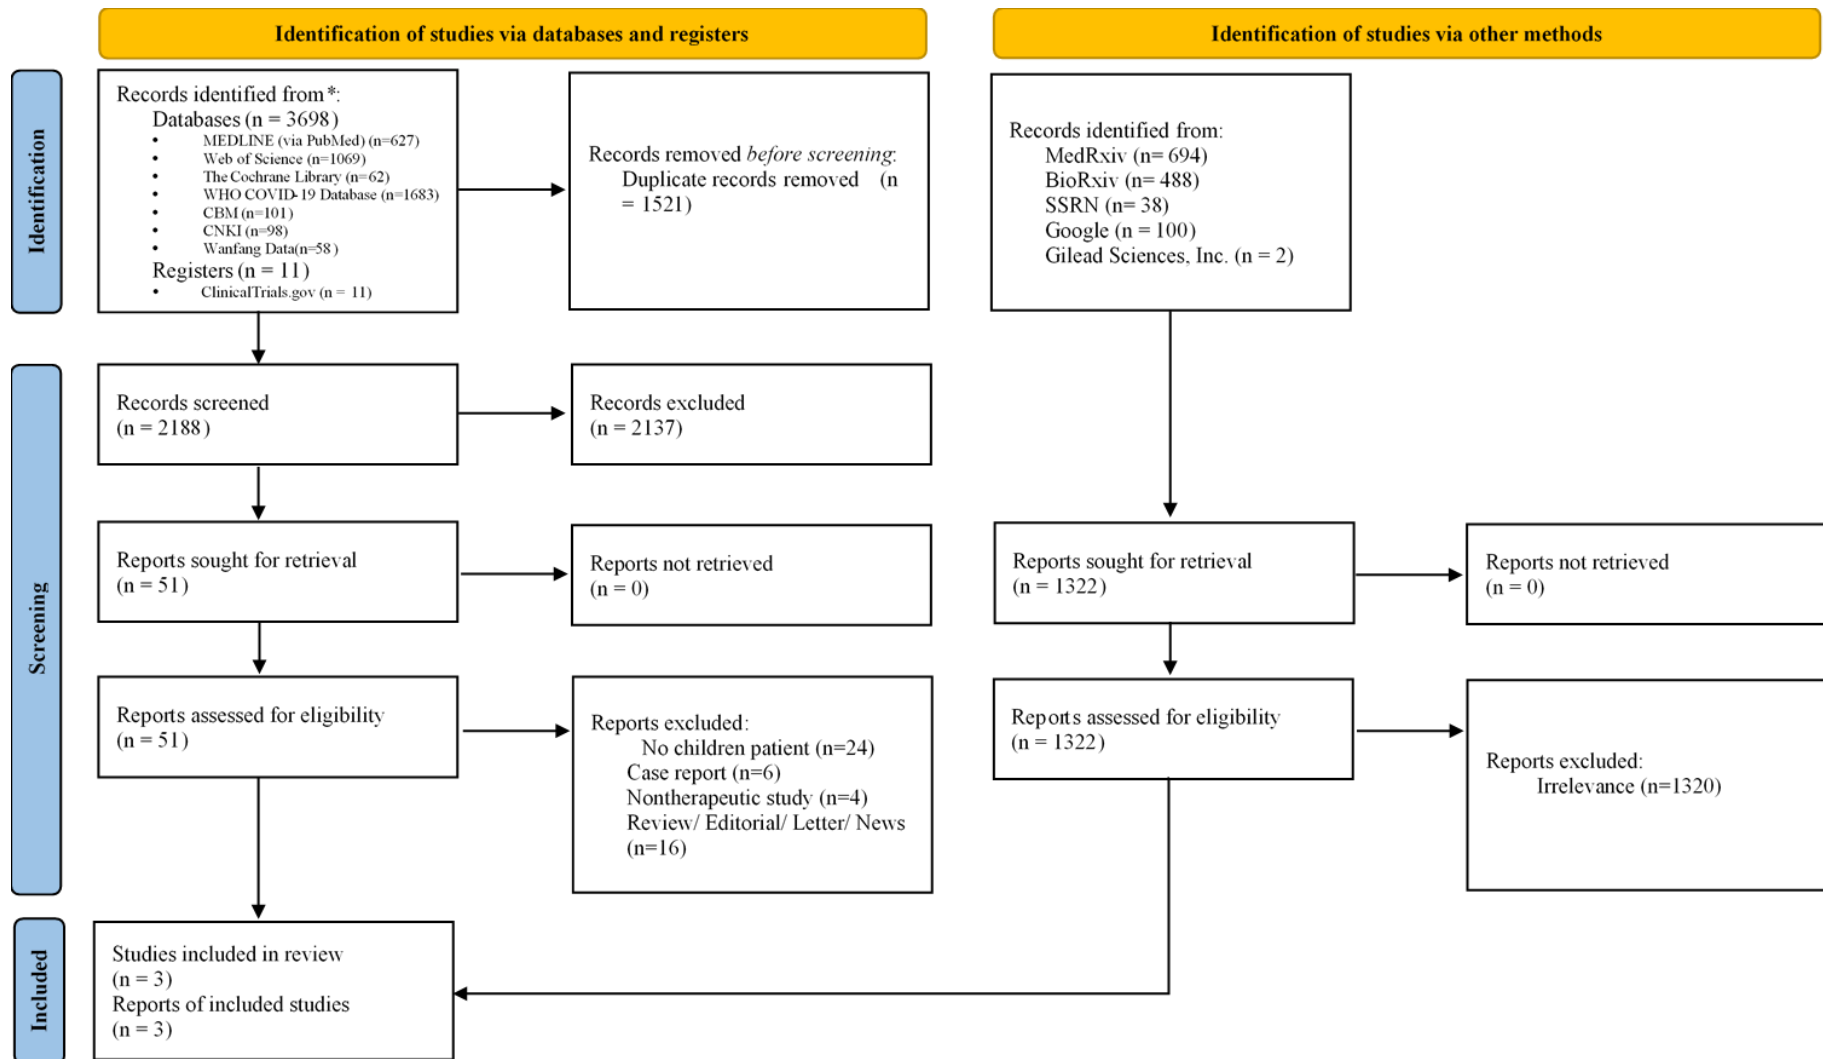 Identification of studies via databases and registers
Identification of studies via other methods
Identification
Records identified from*:
Databases (n = 3698)
• MEDLINE (via PubMed) (n=627)
• Web of Science (n=1069)
• The Cochrane Library (n=62)
• WHO COVID-19 Database (n=1683)
• CBM (n=101)
• CNKI (n=98)
• Wanfang Data(n=58)
Registers (n = 11)
• ClinicalTrials.gov (n = 11)
Records removed before screening:
Duplicate records removed (n
= 1521)
Records identified from:
MedRxiv (n= 694)
BioRxiv (n= 488)
SSRN (n= 38)
Google (n = 100)
Gilead Sciences, Inc. (n = 2)
Screening
Records screened
(n = 2188)
Records excluded
(n = 2137)
Reports sought for retrieval
(n = 51)
Reports not retrieved
(n = 0)
Reports sought for retrieval
(n = 1322)
Reports not retrieved
(n = 0)
Reports assessed for eligibility
(n = 51)
Reports excluded:
No children patient (n=24)
Case report (n=6)
Nontherapeutic study (n=4)
Review/ Editorial/ Letter/ News
(n=16)
Reports assessed for eligibility
(n = 1322)
Reports excluded:
Irrelevance (n=1320)
Included
Studies included in review
(n = 3)
Reports of included studies
(n = 3)